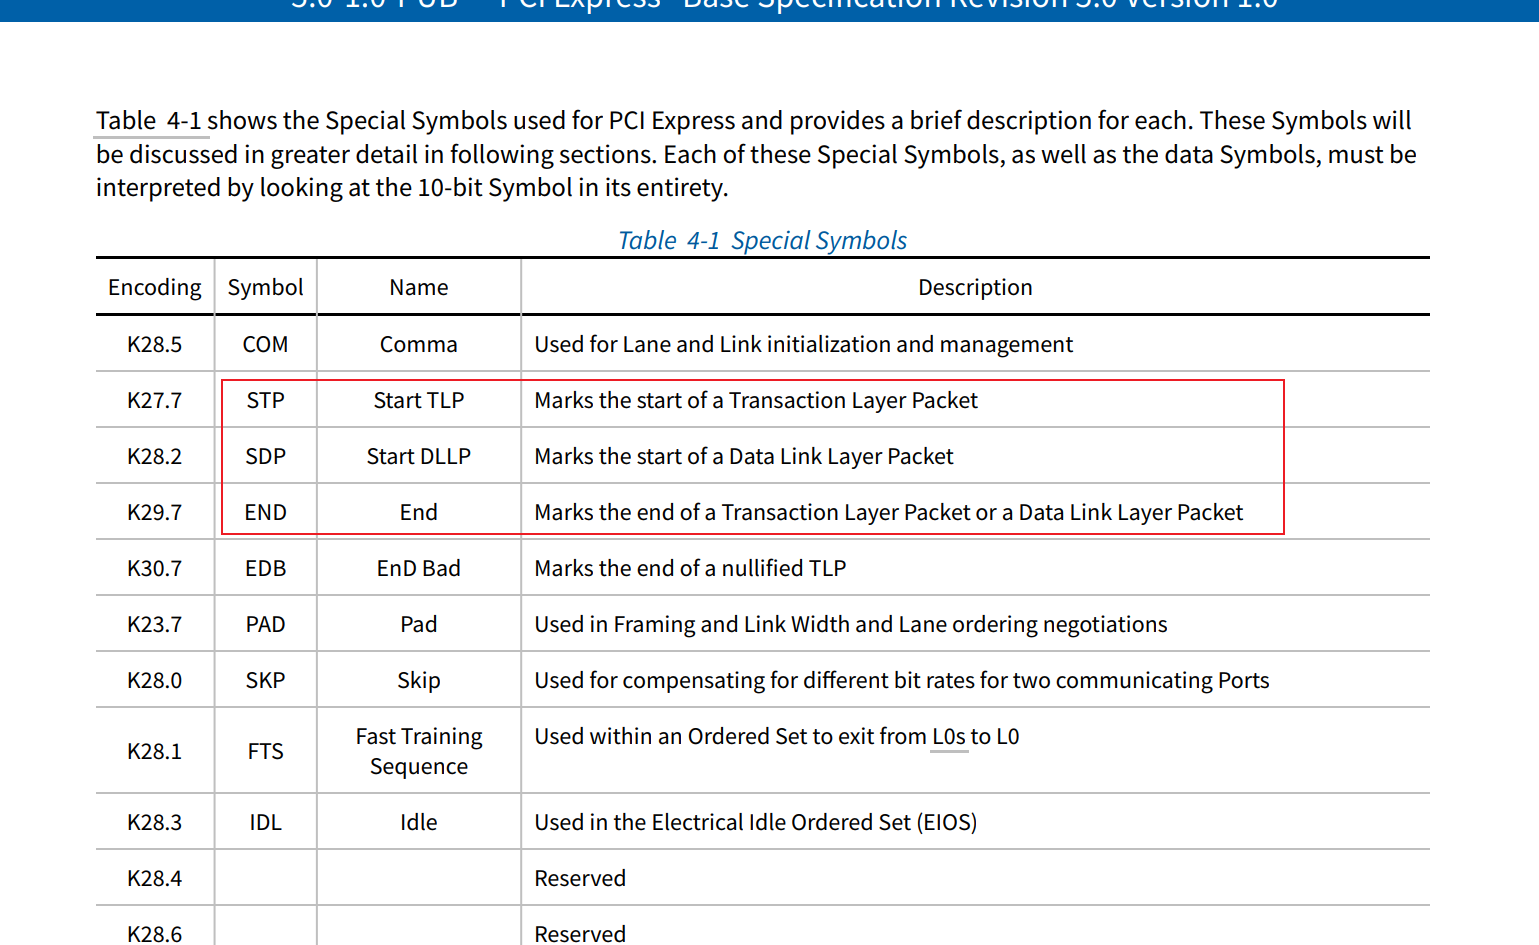 5.0-1.0-PUB — PCI Express® Base Specification Revision 5.0 Version 1.0
Table 4-1 shows the Special Symbols used for PCI Express and provides a brief description for each. These Symbols will
be discussed in greater detail in following sections. Each of these Special Symbols, as well as the data Symbols, must be
interpreted by looking at the 10-bit Symbol in its entirety.
Table 4-1 Special Symbols
Encoding Symbol Name Description
K28.5 COM Comma Used for Lane and Link initialization and management
K27.7 STP Start TLP Marks the start of a Transaction Layer Packet
K28.2 SDP Start DLLP Marks the start of a Data Link Layer Packet
K29.7 END End Marks the end of a Transaction Layer Packet or a Data Link Layer Packet
K30.7 EDB EnD Bad Marks the end of a nullified TLP
K23.7 PAD Pad Used in Framing and Link Width and Lane ordering negotiations
K28.0 SKP Skip Used for compensating for different bit rates for two communicating Ports
K28.1 FTS Fast Training Used within an Ordered Set to exit from L0s to L0
Sequence
K28.3 IDL Idle Used in the Electrical Idle Ordered Set (EIOS)
K28.4 Reserved
K28.6 Reserved